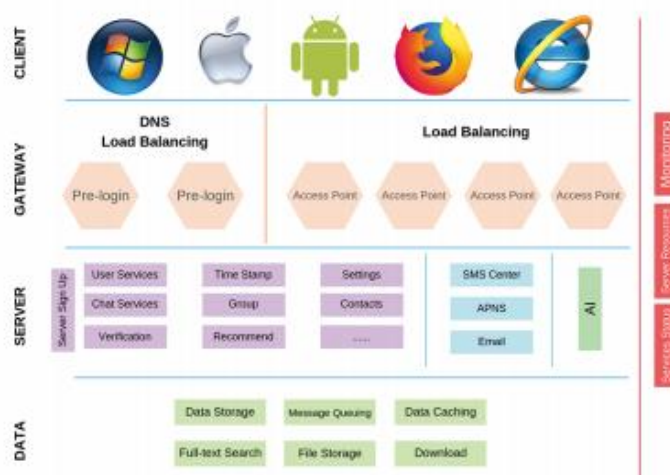 CLIENT
DNS
Load Balancing
Load Balancing
GATEWAY
Pre-login
Pre-login
Access Point
Access Point
Access Point
Access Point
SERVER
Server Sign Up
User Services
Time Stamp
Settings
SMS Center
Chat Services
Group
Contacts
APNS
AI
Verification
Recommend
......
Email
DATA
Data Storage
Message Queuing
Data Caching
Full-text Search
File Storage
Download
Monitoring
Server Resources
Services Status